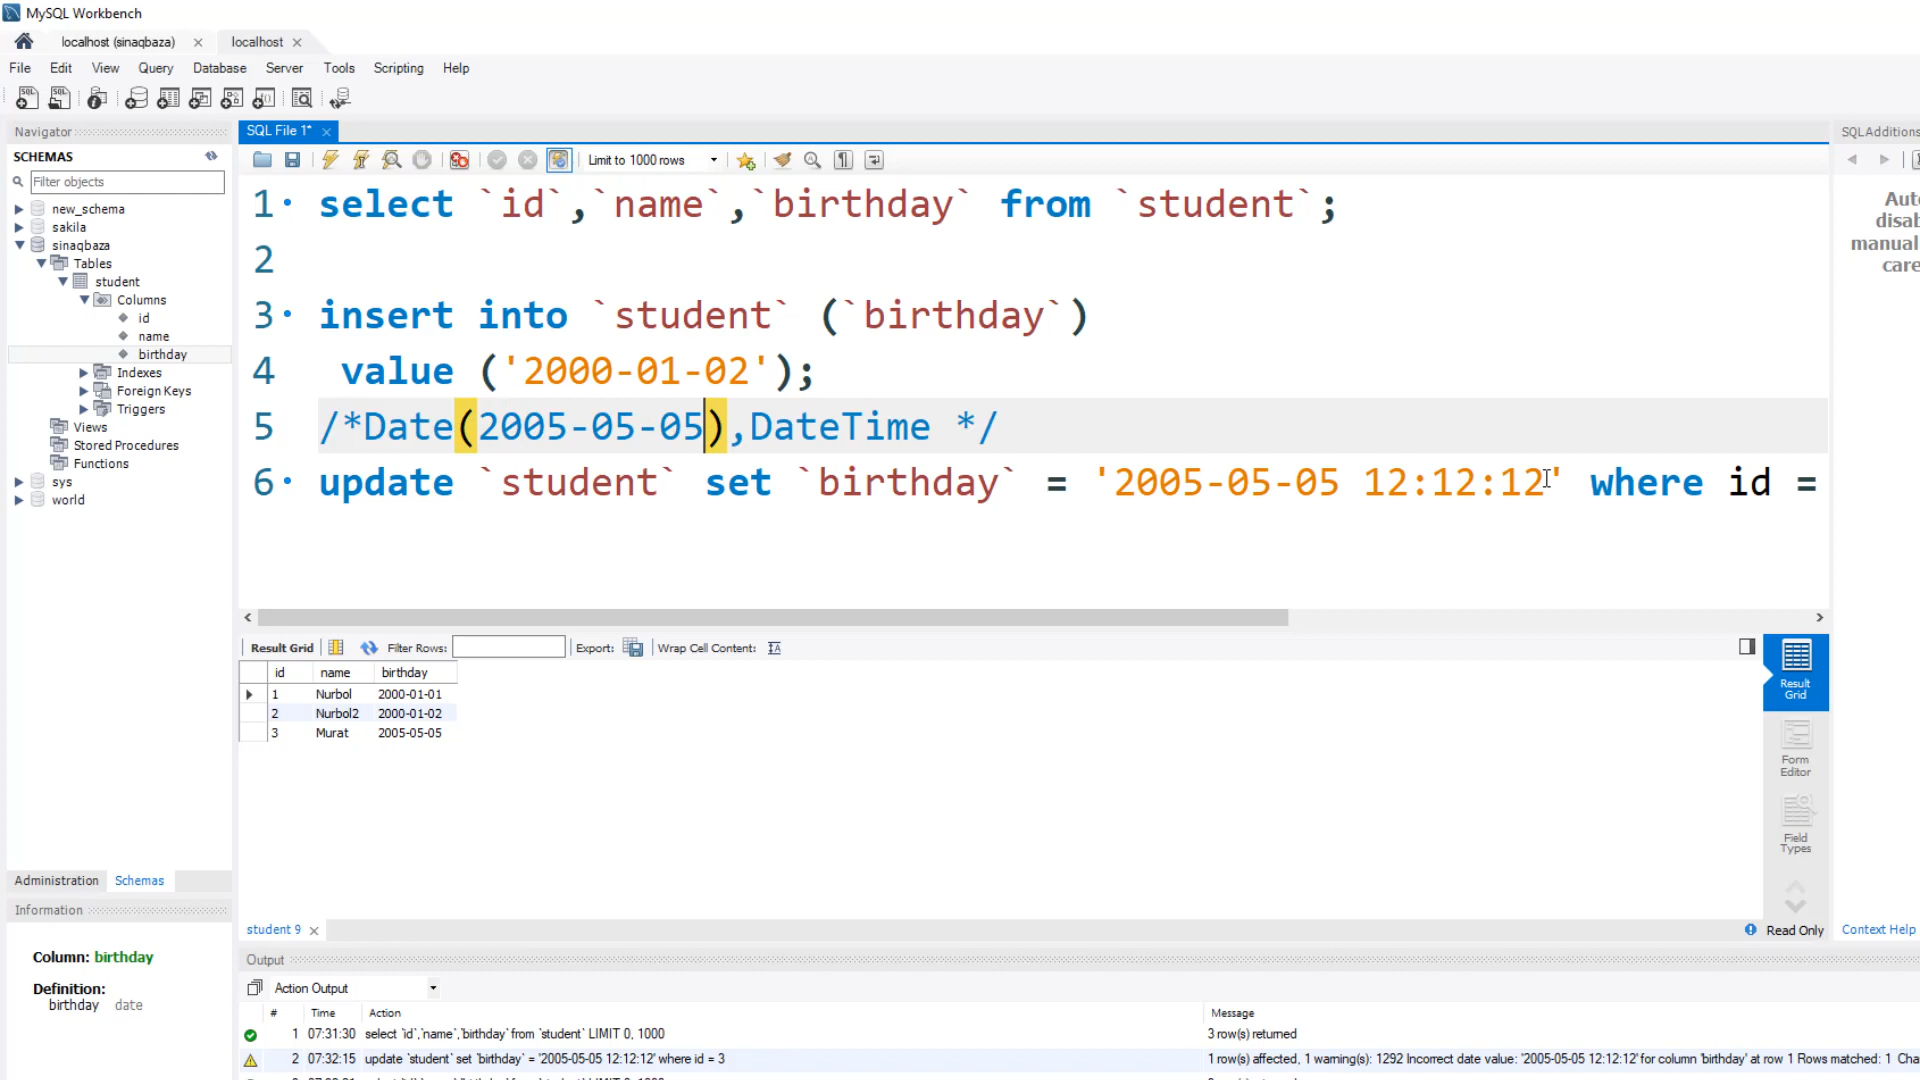 MySQL Workbench
localhost (sinaqbaza)
localhost
File Edit View Query Database Server Tools Scripting Help
Navigator
SCHEMAS
Filter objects
new_schema
sakila
sinaqbaza
Tables
student
Columns
id
name
birthday
Indexes
Foreign Keys
Triggers
Views
Stored Procedures
Functions
sys
world
Administration Schemas
Information
Column: birthday
Definition:
birthday date
SQL File 1*
Limit to 1000 rows
1 select `id`,`name`,`birthday` from `student`;
2
3 insert into `student` (`birthday`)
4 value ('2000-01-02');
5 /*Date(2005-05-05),DateTime */
6 update `student` set `birthday` = '2005-05-05 12:12:12' where id =
Result Grid Filter Rows: Export: Wrap Cell Content:
id name birthday
1 Nurbol 2000-01-01
2 Nurbol2 2000-01-02
3 Murat 2005-05-05
Result
Grid
Form
Editor
Field
Types
student 9
Read Only
Context Help
SQLAdditions
Auto
disab
manual
care
Output
Action Output
# Time Action Message
1 07:31:30 select `id`,`name`,`birthday` from `student` LIMIT 0, 1000 3 row(s) returned
2 07:32:15 update `student` set `birthday` = '2005-05-05 12:12:12' where id = 3 1 row(s) affected, 1 warning(s): 1292 Incorrect date value: '2005-05-05 12:12:12' for column 'birthday' at row 1 Rows matched: 1 Cha